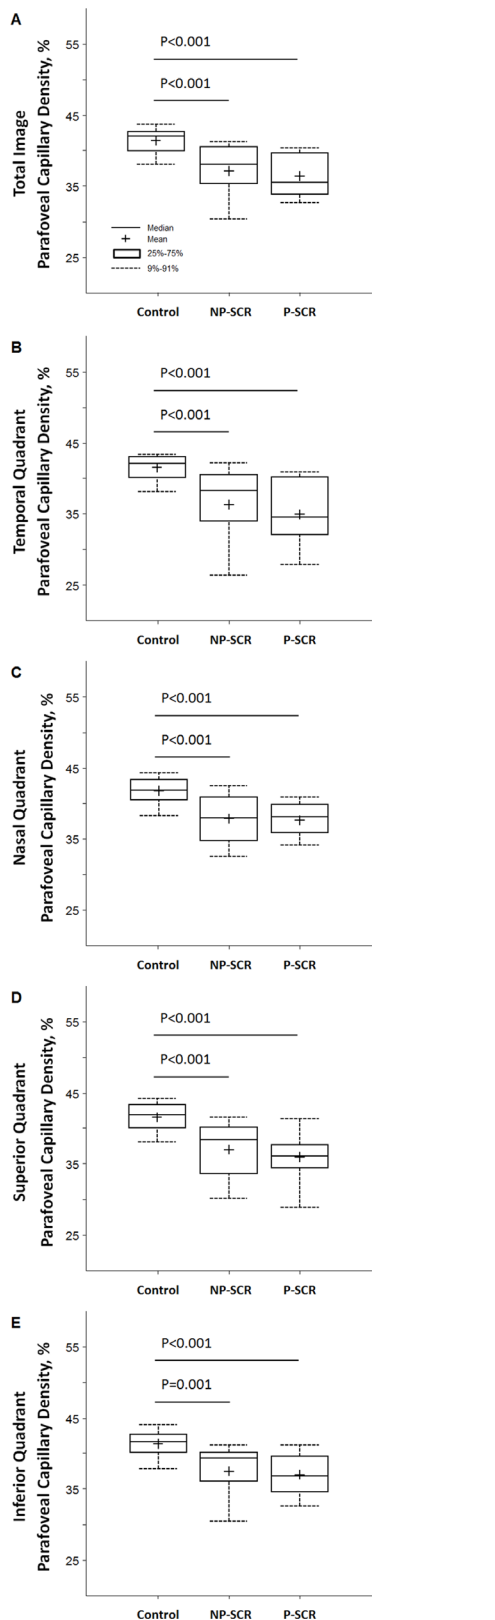 A
Total Image
Parafoveal Capillary Density, %
55
45
35
25
P<0.001
P<0.001
Median
Mean
25%-75%
9%-91%
Control NP-SCR P-SCR
B
Temporal Quadrant
Parafoveal Capillary Density, %
55
45
35
25
P<0.001
P<0.001
Control NP-SCR P-SCR
C
Nasal Quadrant
Parafoveal Capillary Density, %
55
45
35
25
P<0.001
P<0.001
Control NP-SCR P-SCR
D
Superior Quadrant
Parafoveal Capillary Density, %
55
45
35
25
P<0.001
P<0.001
Control NP-SCR P-SCR
E
Inferior Quadrant
Parafoveal Capillary Density, %
55
45
35
25
P<0.001
P=0.001
Control NP-SCR P-SCR